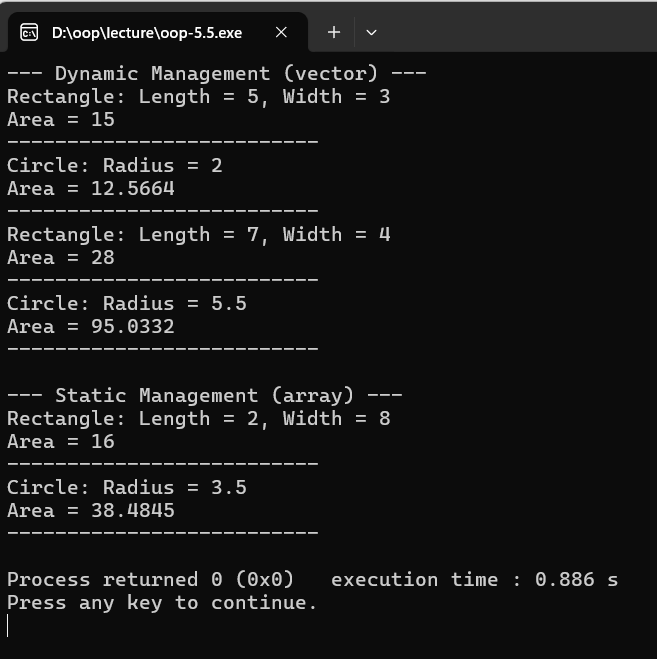 D:\oop\lecture\oop-5.5.exe
--- Dynamic Management (vector) ---
Rectangle: Length = 5, Width = 3
Area = 15
--------------------------
Circle: Radius = 2
Area = 12.5664
--------------------------
Rectangle: Length = 7, Width = 4
Area = 28
--------------------------
Circle: Radius = 5.5
Area = 95.0332
--------------------------
--- Static Management (array) ---
Rectangle: Length = 2, Width = 8
Area = 16
--------------------------
Circle: Radius = 3.5
Area = 38.4845
--------------------------
Process returned 0 (0x0)   execution time : 0.886 s
Press any key to continue.